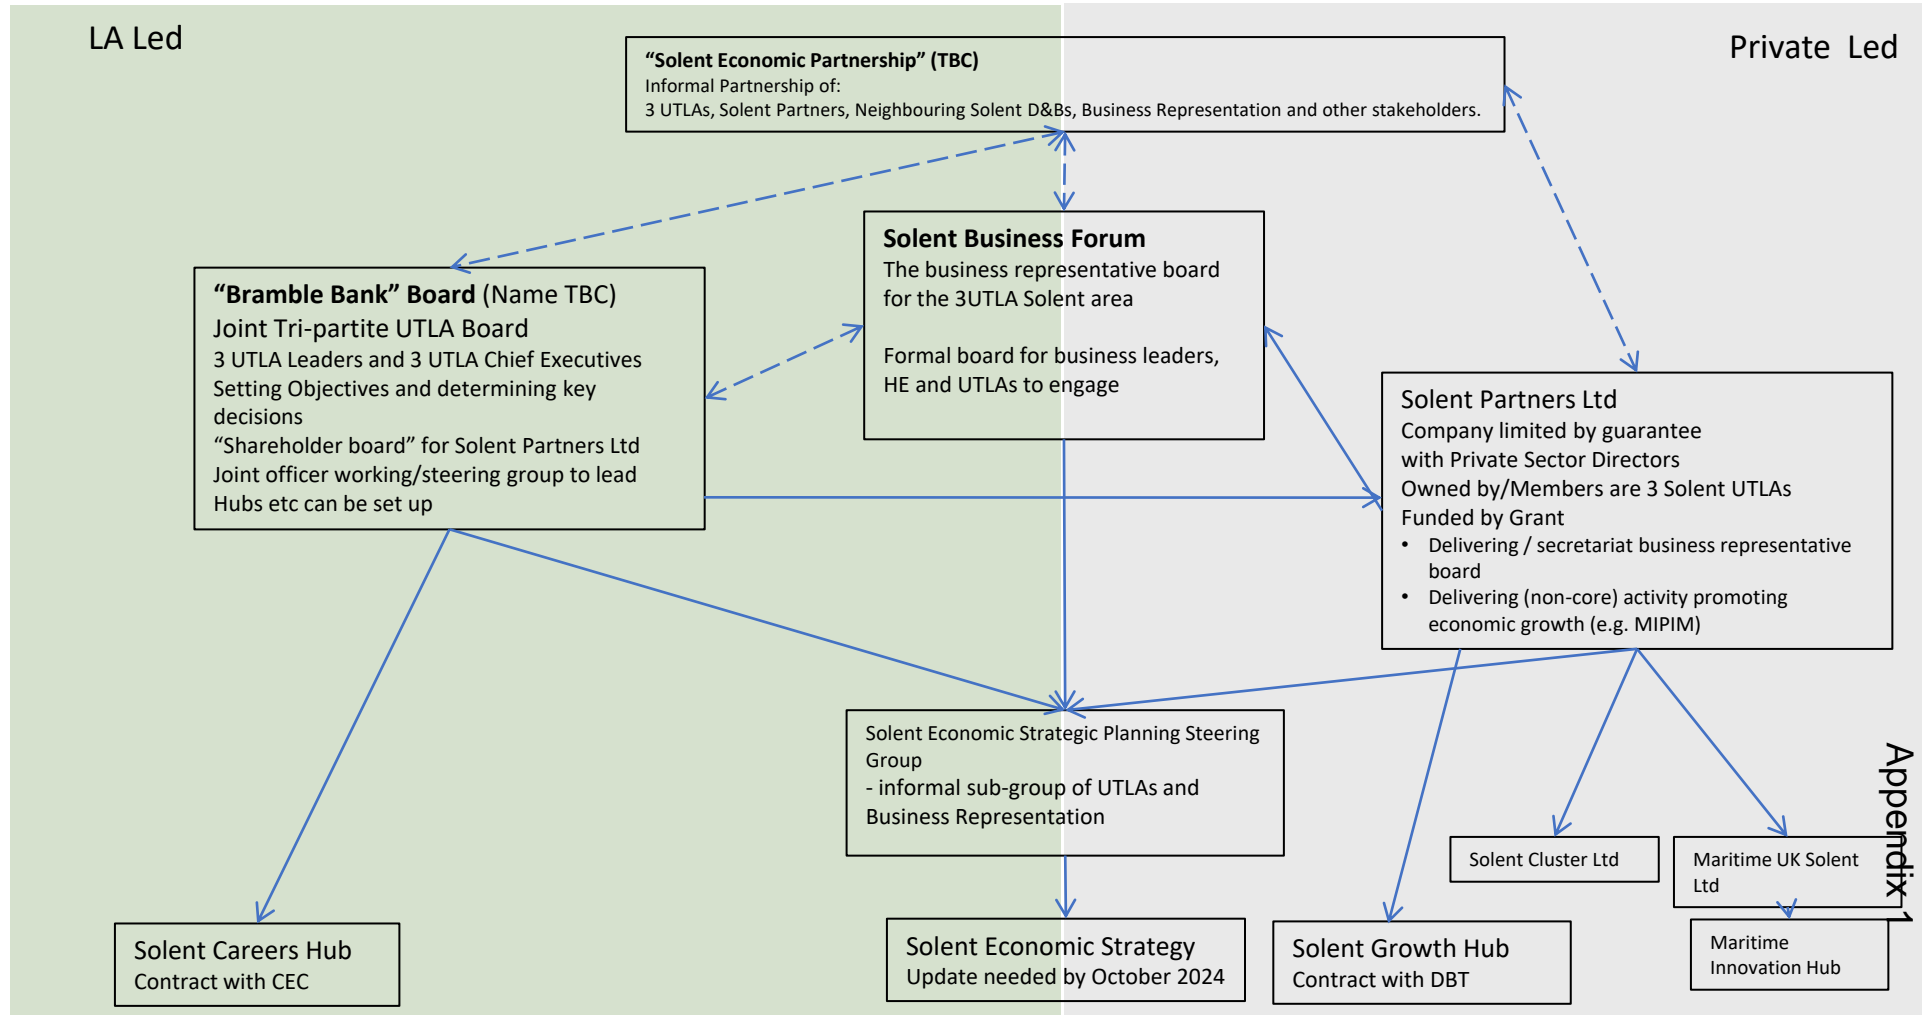 LA Led
Private  Led
“Solent Economic Partnership” (TBC)
Informal Partnership of:
3 UTLAs, Solent Partners, Neighbouring Solent D&Bs, Business Representation and other stakeholders.
Solent Business Forum
The business representative board
for the 3UTLA Solent area
Formal board for business leaders,
HE and UTLAs to engage
“Bramble Bank” Board (Name TBC)
Joint Tri-partite UTLA Board
3 UTLA Leaders and 3 UTLA Chief Executives
Setting Objectives and determining key
decisions
“Shareholder board” for Solent Partners Ltd
Joint officer working/steering group to lead
Hubs etc can be set up
Solent Partners Ltd
Company limited by guarantee
with Private Sector Directors
Owned by/Members are 3 Solent UTLAs
Funded by Grant
• Delivering / secretariat business representative
board
• Delivering (non-core) activity promoting
economic growth (e.g. MIPIM)
Solent Economic Strategic Planning Steering
Group
- informal sub-group of UTLAs and
Business Representation
Solent Cluster Ltd
Maritime UK Solent
Ltd
Appendix 1
Solent Careers Hub
Contract with CEC
Solent Economic Strategy
Update needed by October 2024
Solent Growth Hub
Contract with DBT
Maritime
Innovation Hub